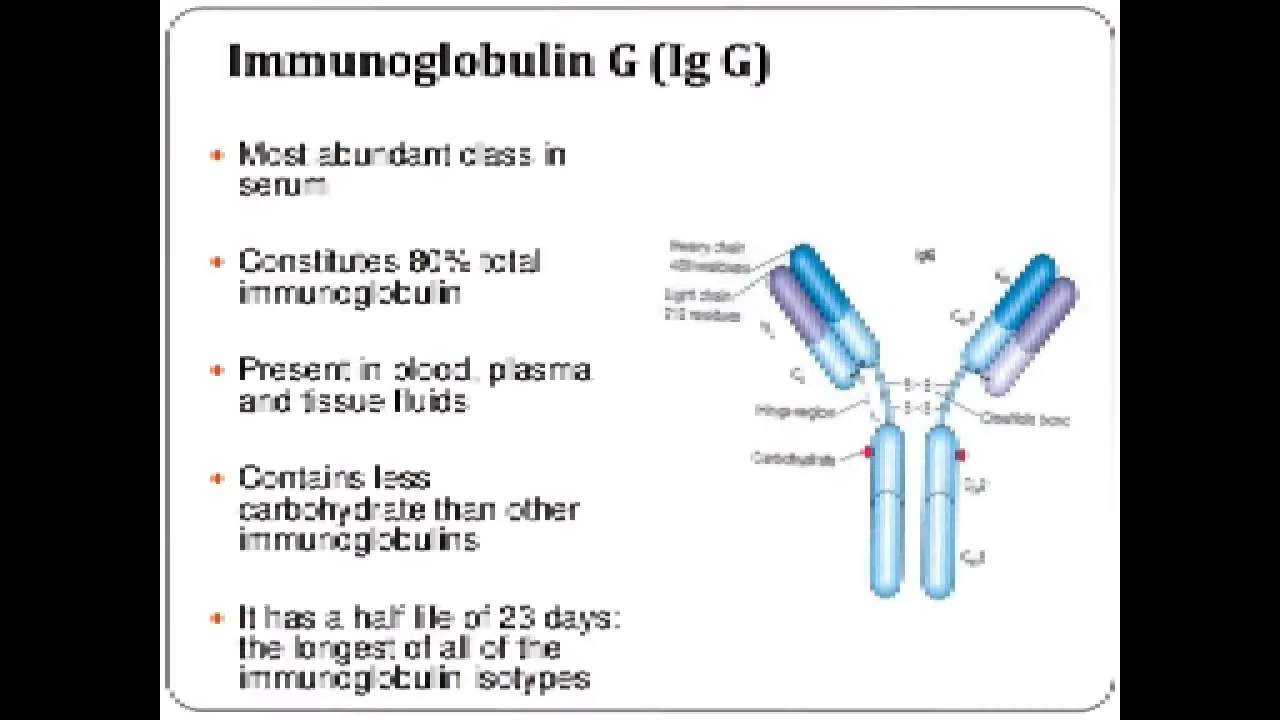 Immunoglobulin G (Ig G)
Most abundant class in
serum
Constitutes 80% total
immunoglobulin
Present in blood, plasma
and tissue fluids
Contains less
carbohydrate than other
immunoglobulins
It has a half life of 23 days:
the longest of all of the
immunoglobulin isotypes
Heavy chain
residues
IgG
Light chain
residues
S-S
S-S
Hinge region
Disulfide bond
Carbohydrate